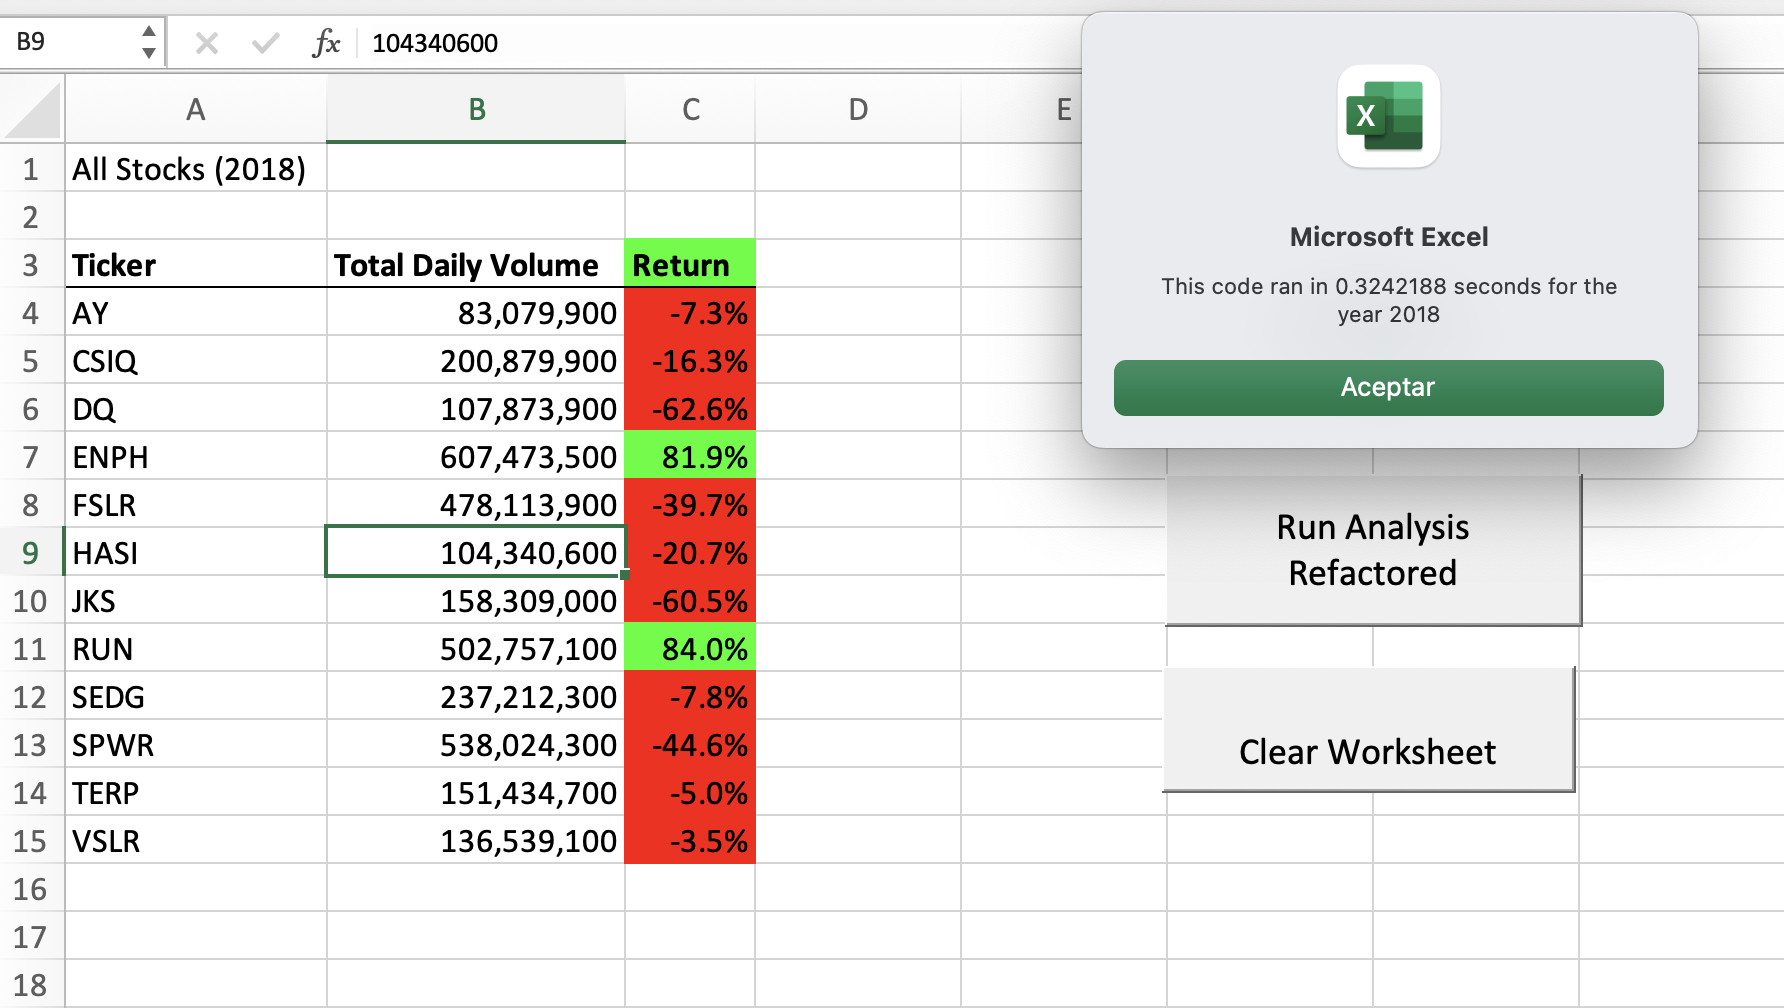 B9 fx 104340600
A B C D E
1 All Stocks (2018)
2
3 Ticker Total Daily Volume Return
4 AY 83,079,900 -7.3%
5 CSIQ 200,879,900 -16.3%
6 DQ 107,873,900 -62.6%
7 ENPH 607,473,500 81.9%
8 FSLR 478,113,900 -39.7%
9 HASI 104,340,600 -20.7%
10 JKS 158,309,000 -60.5%
11 RUN 502,757,100 84.0%
12 SEDG 237,212,300 -7.8%
13 SPWR 538,024,300 -44.6%
14 TERP 151,434,700 -5.0%
15 VSLR 136,539,100 -3.5%
16
17
18
X
Microsoft Excel
This code ran in 0.3242188 seconds for the
year 2018
Aceptar
Run Analysis
Refactored
Clear Worksheet